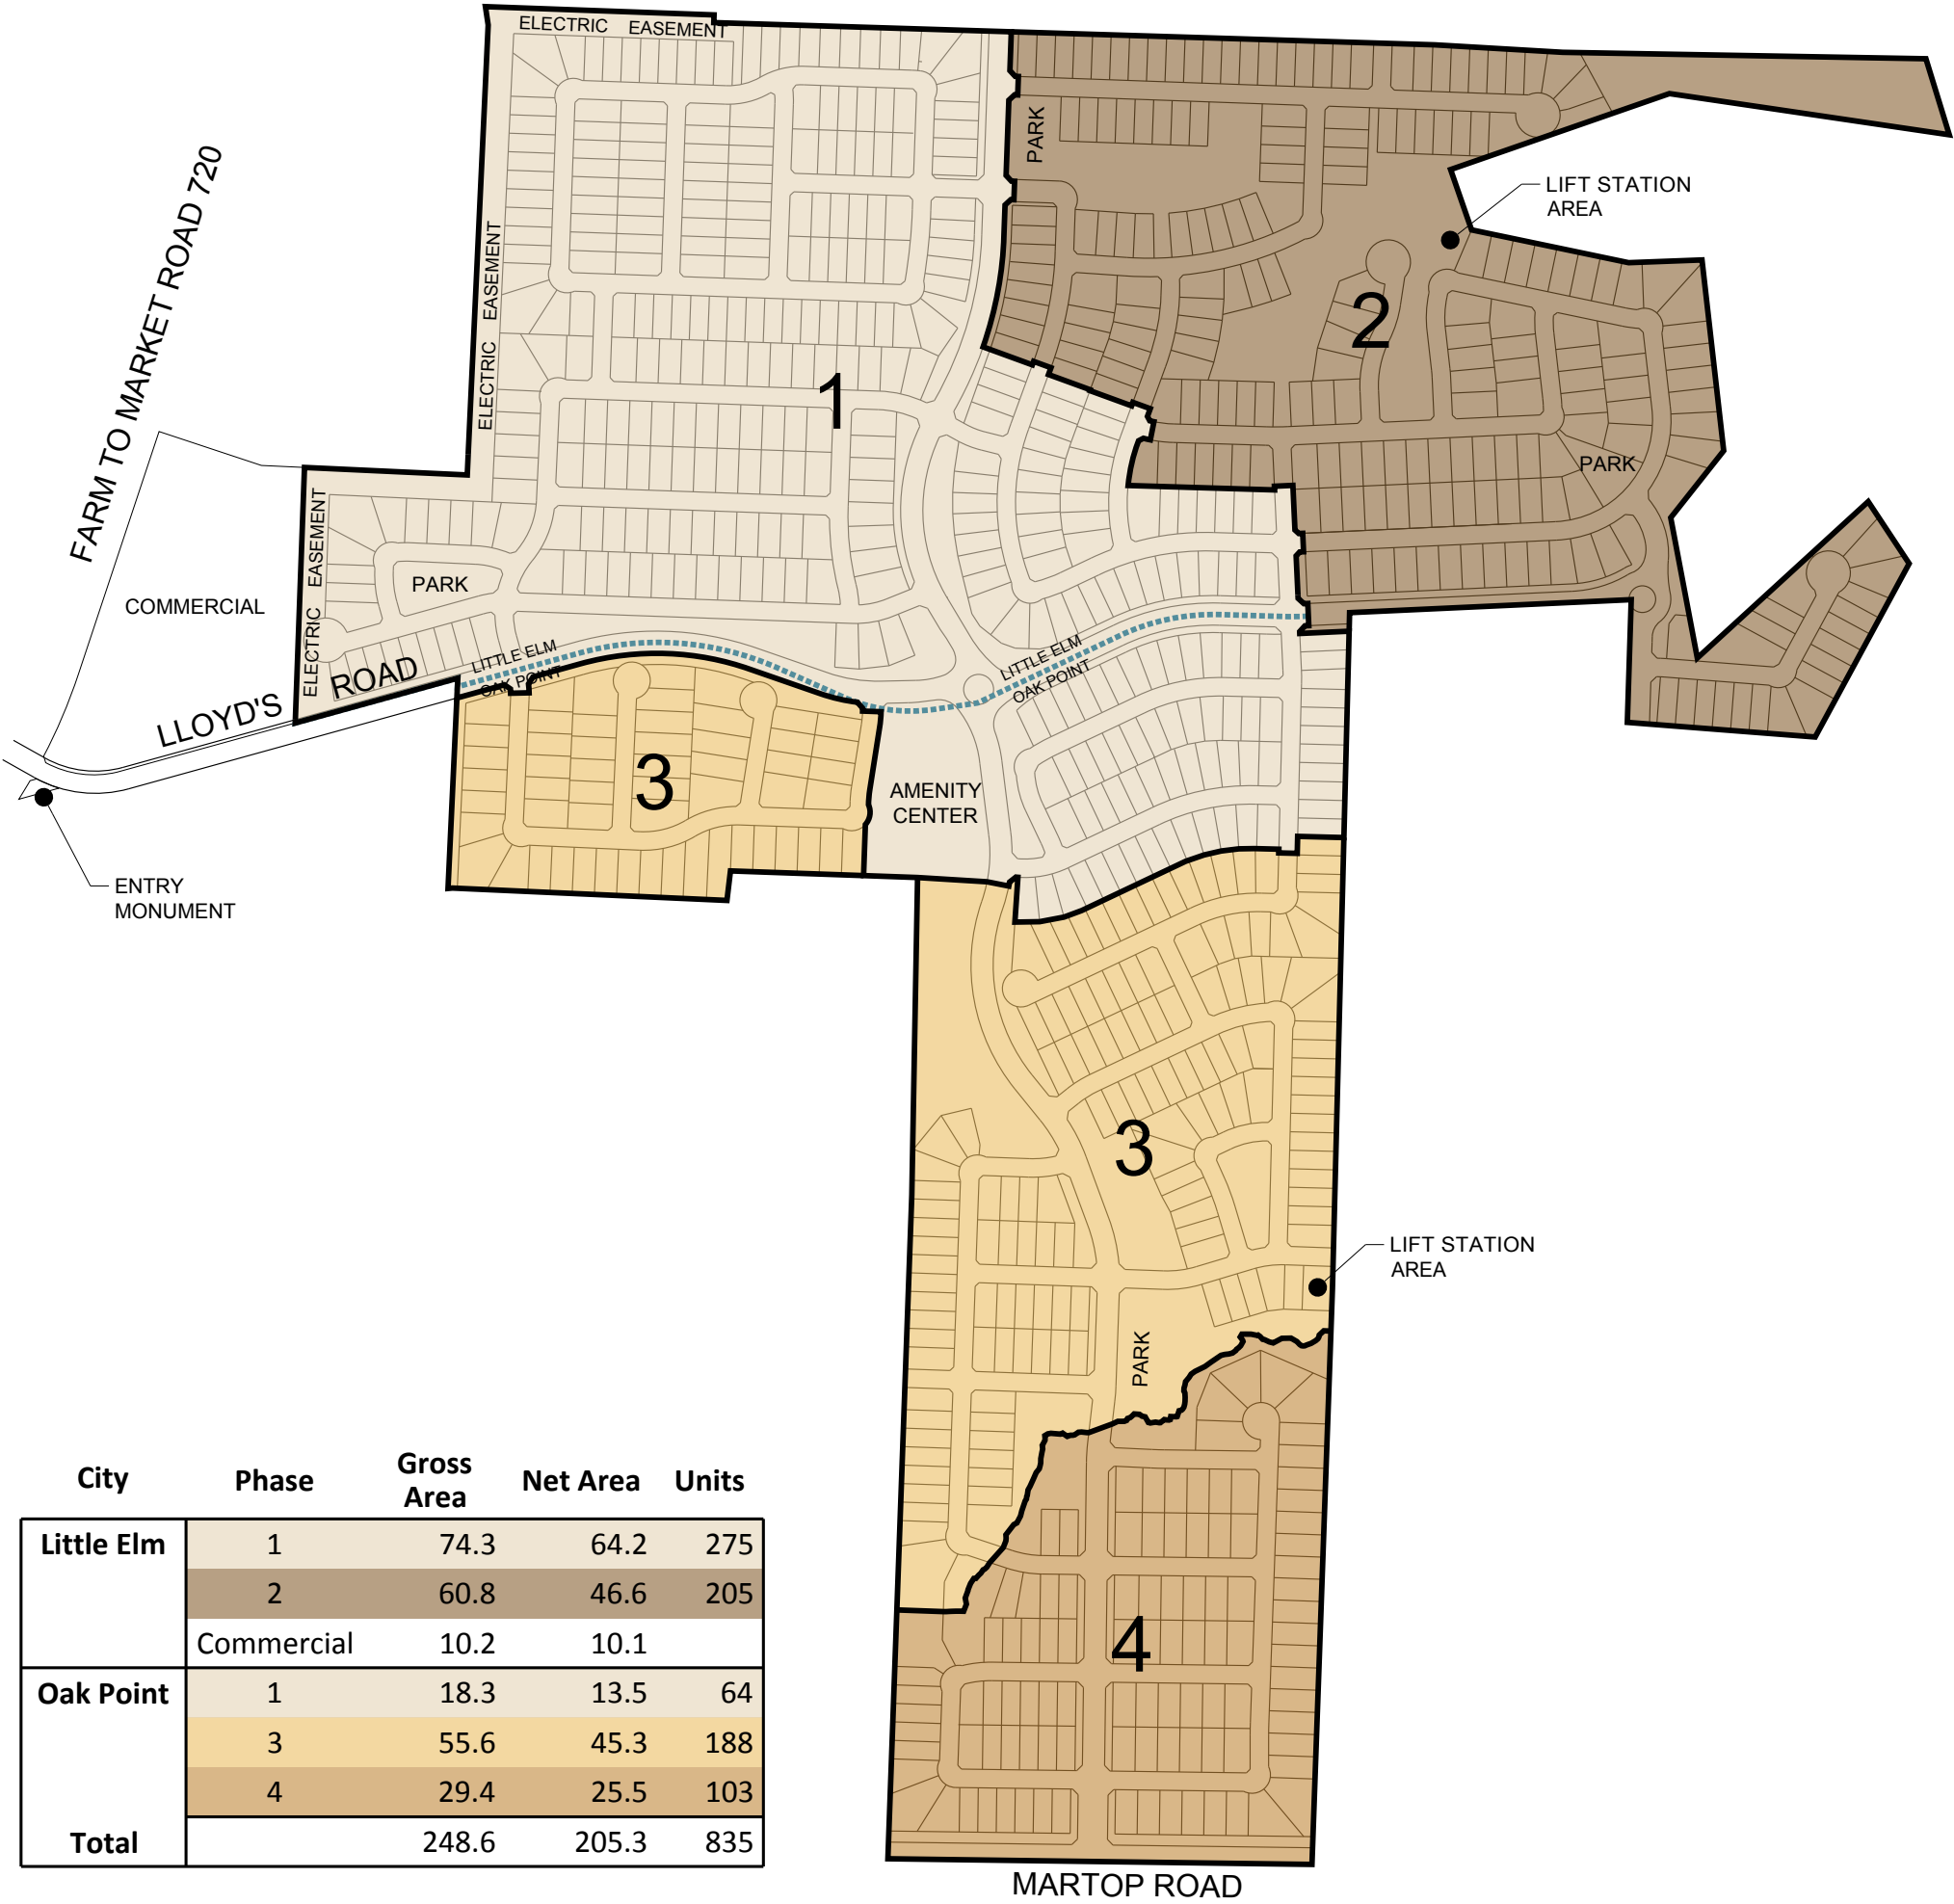 ELECTRIC EASEMENT
PARK
FARM TO MARKET ROAD 720
LIFT STATION
AREA
ELECTRIC EASEMENT
2
1
PARK
ELECTRIC EASEMENT
PARK
COMMERCIAL
LLOYD'S ROAD
LITTLE ELM
OAK POINT
LITTLE ELM
OAK POINT
3
AMENITY
CENTER
ENTRY
MONUMENT
3
LIFT STATION
AREA
PARK
4
MARTOP ROAD
City Phase Gross Area Net Area Units
Little Elm 1 74.3 64.2 275
2 60.8 46.6 205
Commercial 10.2 10.1
Oak Point 1 18.3 13.5 64
3 55.6 45.3 188
4 29.4 25.5 103
Total 248.6 205.3 835